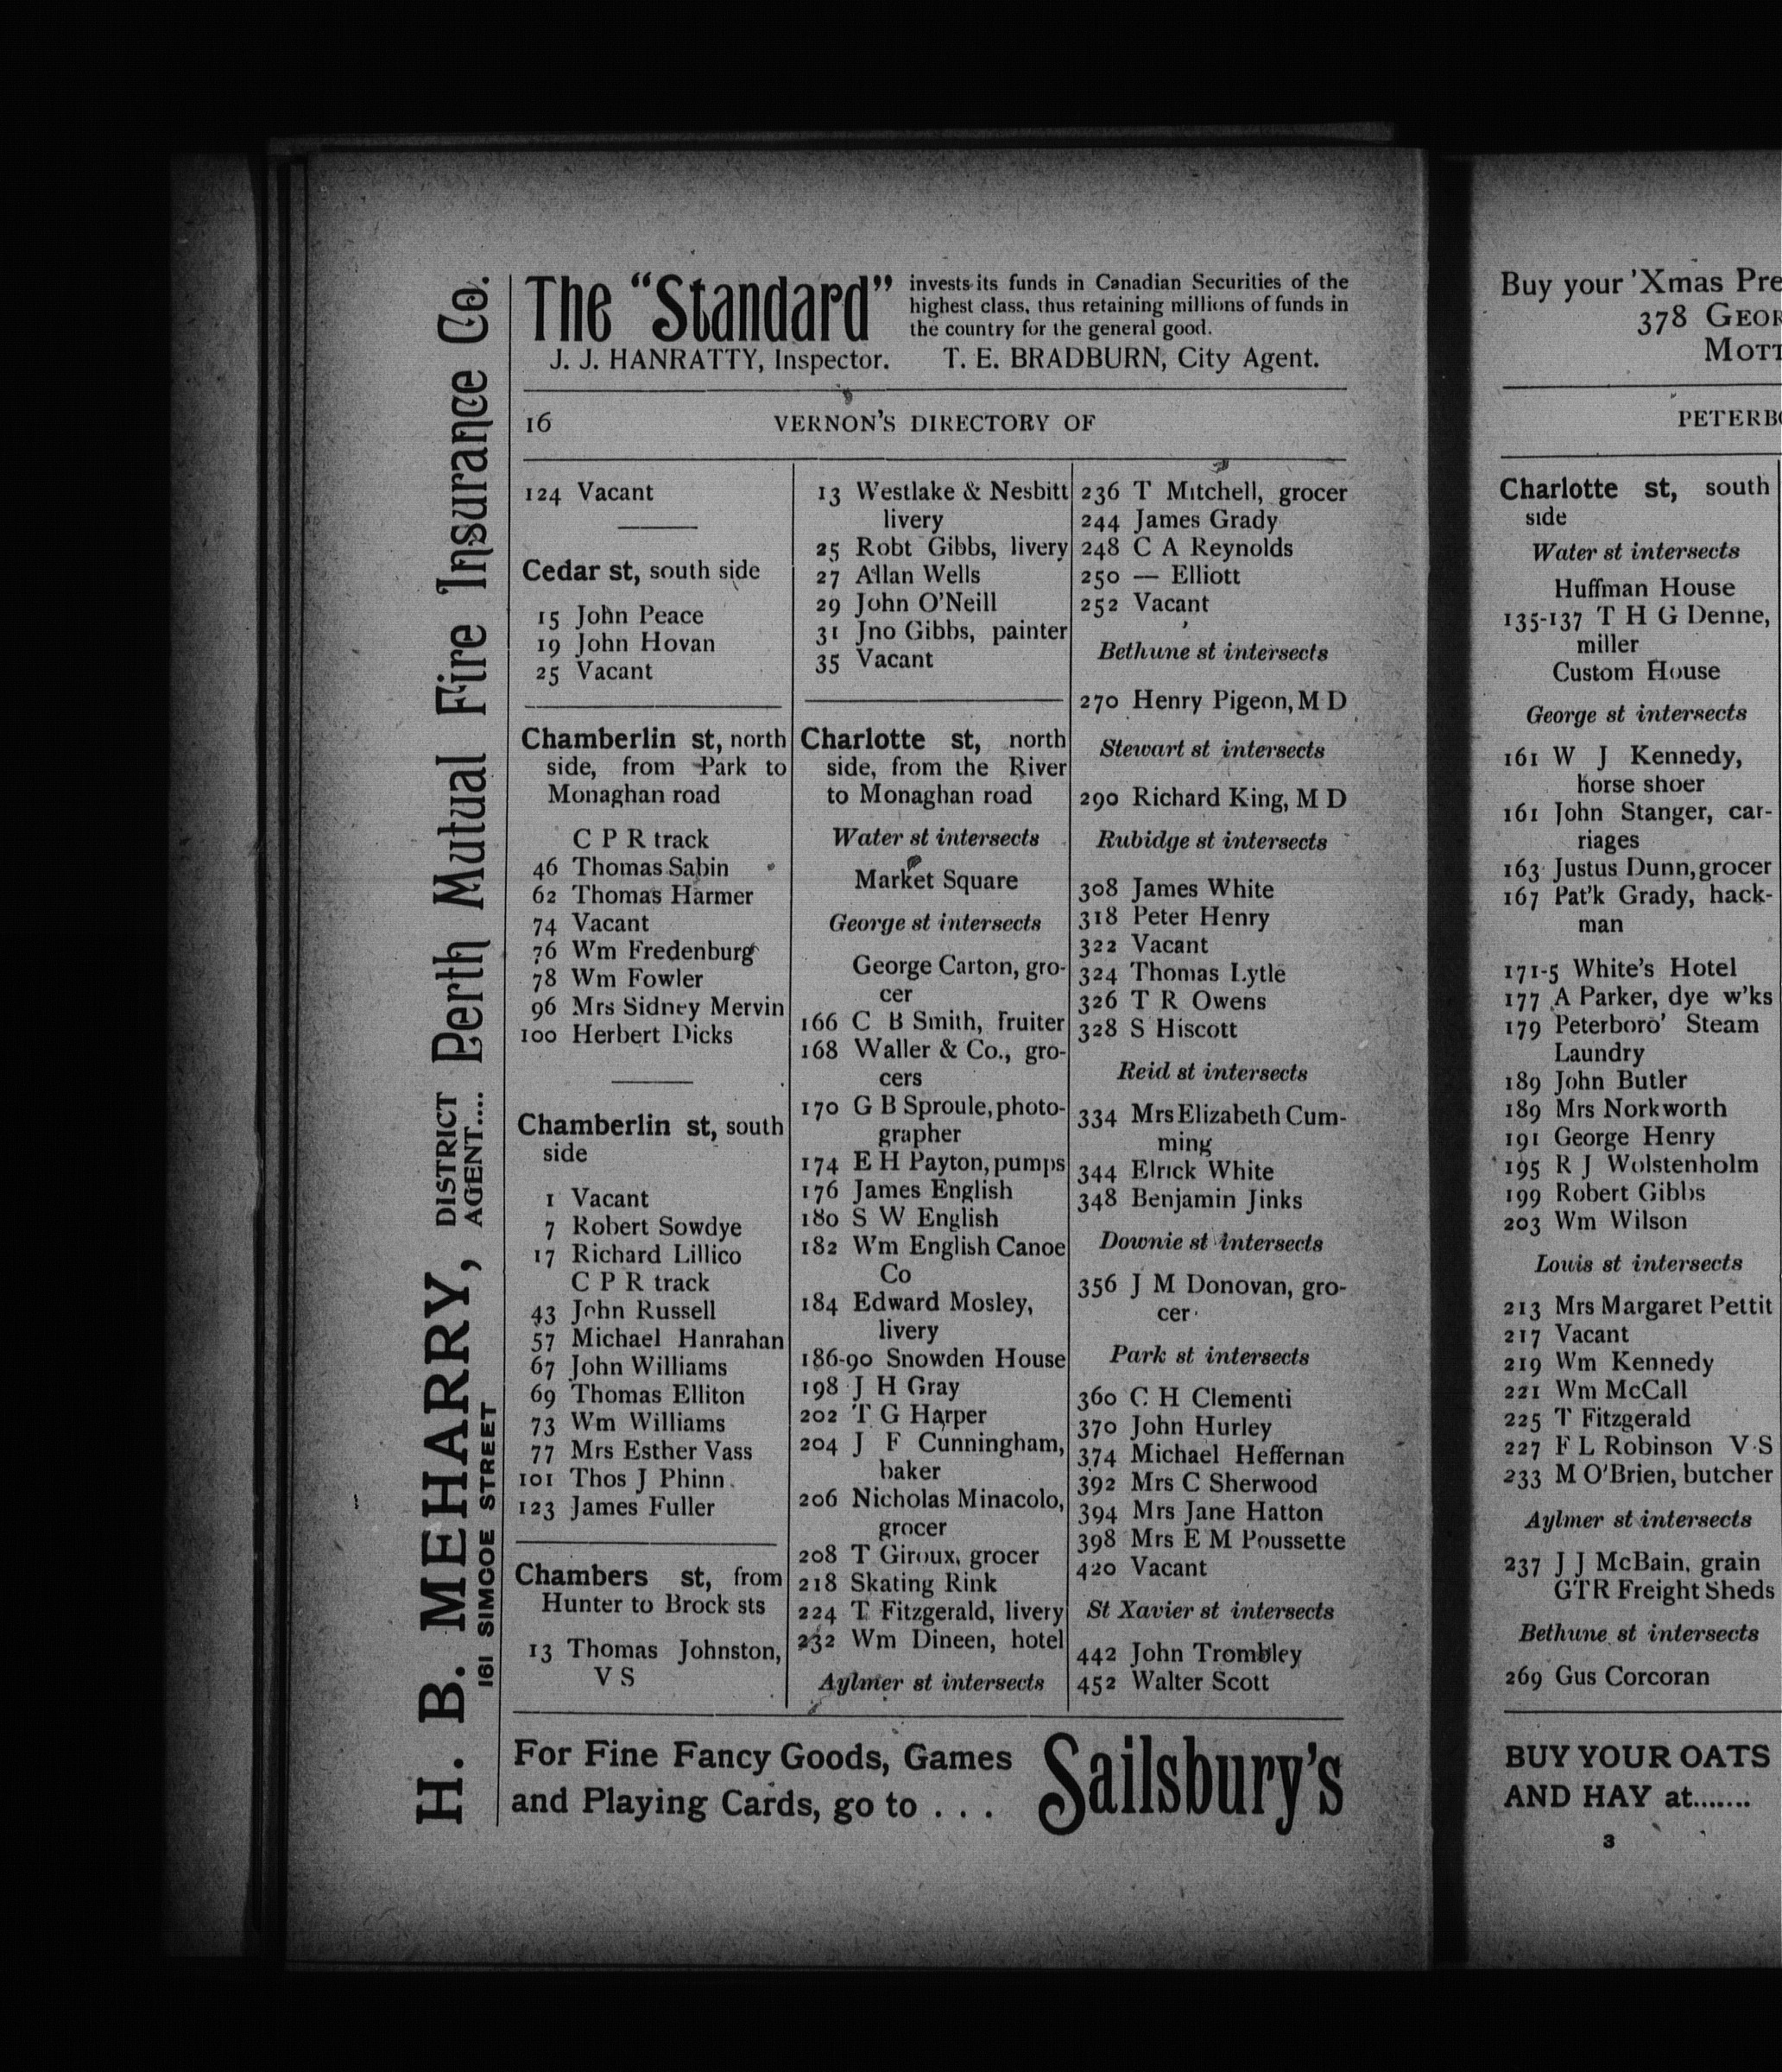 H. B. MEHARRY, DISTRICT AGENT.... Perth Mutual Fire Insurance Co.
161 SIMCOE STREET
The "Standard"
invests its funds in Canadian Securities of the
highest class, thus retaining millions of funds in
the country for the general good.
J. J. HANRATTY, Inspector. T. E. BRADBURN, City Agent.
16 VERNON'S DIRECTORY OF
124 Vacant
Cedar st, south side
15 John Peace
19 John Hovan
25 Vacant
Chamberlin st, north
side, from Park to
Monaghan road
C P R track
46 Thomas Sabin
62 Thomas Harmer
74 Vacant
76 Wm Fredenburg
78 Wm Fowler
96 Mrs Sidney Mervin
100 Herbert Dicks
Chamberlin st, south
side
1 Vacant
7 Robert Sowdye
17 Richard Lillico
C P R track
43 John Russell
57 Michael Hanrahan
67 John Williams
69 Thomas Elliton
73 Wm Williams
77 Mrs Esther Vass
101 Thos J Phinn
123 James Fuller
Chambers st, from
Hunter to Brock sts
13 Thomas Johnston,
V S
13 Westlake & Nesbitt
livery
25 Robt Gibbs, livery
27 Allan Wells
29 John O'Neill
31 Jno Gibbs, painter
35 Vacant
Charlotte st, north
side, from the River
to Monaghan road
Water st intersects
Market Square
George st intersects
George Carton, gro-
cer
166 C B Smith, fruiter
168 Waller & Co., gro-
cers
170 G B Sproule, photo-
grapher
174 E H Payton, pumps
176 James English
180 S W English
182 Wm English Canoe
Co
184 Edward Mosley,
livery
186-90 Snowden House
198 J H Gray
202 T G Harper
204 J F Cunningham,
baker
206 Nicholas Minacolo,
grocer
208 T Giroux, grocer
218 Skating Rink
224 T Fitzgerald, livery
232 Wm Dineen, hotel
Aylmer st intersects
236 T Mitchell, grocer
244 James Grady
248 C A Reynolds
250 — Elliott
252 Vacant
Bethune st intersects
270 Henry Pigeon, M D
Stewart st intersects
290 Richard King, M D
Rubidge st intersects
308 James White
318 Peter Henry
322 Vacant
324 Thomas Lytle
326 T R Owens
328 S Hiscott
Reid st intersects
334 Mrs Elizabeth Cum-
ming
344 Elrick White
348 Benjamin Jinks
Downie st intersects
356 J M Donovan, gro-
cer
Park st intersects
360 C H Clementi
370 John Hurley
374 Michael Heffernan
392 Mrs C Sherwood
394 Mrs Jane Hatton
398 Mrs E M Poussette
420 Vacant
St Xavier st intersects
442 John Trombley
452 Walter Scott
For Fine Fancy Goods, Games
and Playing Cards, go to . . .
Sailsbury's
Buy your 'Xmas Pre
378 GEOR
MOTT
PETERBO
Charlotte st, south
side
Water st intersects
Huffman House
135-137 T H G Denne,
miller
Custom House
George st intersects
161 W J Kennedy,
horse shoer
161 John Stanger, car-
riages
163 Justus Dunn, grocer
167 Pat'k Grady, hack-
man
171-5 White's Hotel
177 A Parker, dye w'ks
179 Peterboro' Steam
Laundry
189 John Butler
189 Mrs Norkworth
191 George Henry
195 R J Wolstenholm
199 Robert Gibbs
203 Wm Wilson
Louis st intersects
213 Mrs Margaret Pettit
217 Vacant
219 Wm Kennedy
221 Wm McCall
225 T Fitzgerald
227 F L Robinson V S
233 M O'Brien, butcher
Aylmer st intersects
237 J J McBain, grain
GTR Freight Sheds
Bethune st intersects
269 Gus Corcoran
BUY YOUR OATS
AND HAY at.......
3